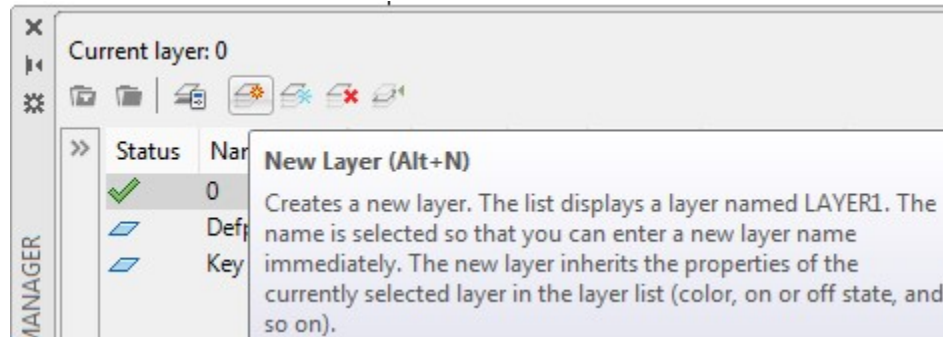 Current layer: 0
Status Nar
New Layer (Alt+N)
0
Creates a new layer. The list displays a layer named LAYER1. The
Defp
name is selected so that you can enter a new layer name
Key
immediately. The new layer inherits the properties of the
currently selected layer in the layer list (color, on or off state, and
so on).
MANAGER